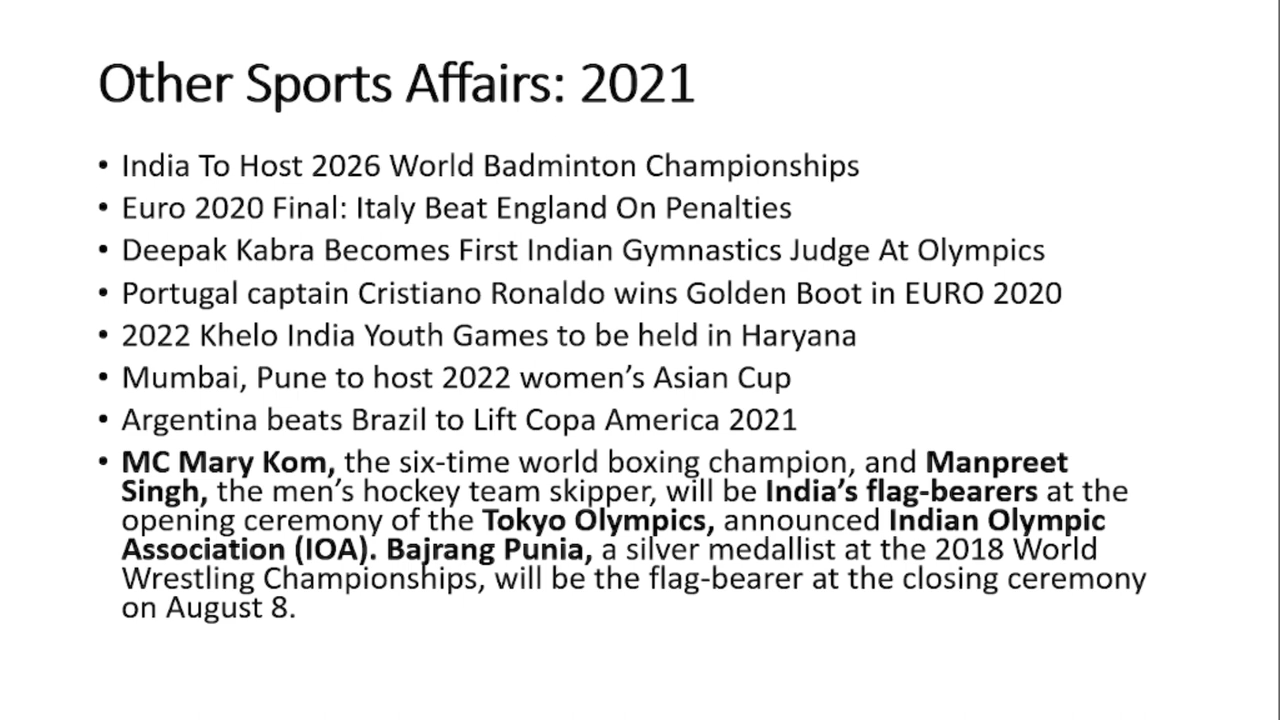 Other Sports Affairs: 2021
• India To Host 2026 World Badminton Championships
• Euro 2020 Final: Italy Beat England On Penalties
• Deepak Kabra Becomes First Indian Gymnastics Judge At Olympics
• Portugal captain Cristiano Ronaldo wins Golden Boot in EURO 2020
• 2022 Khelo India Youth Games to be held in Haryana
• Mumbai, Pune to host 2022 women’s Asian Cup
• Argentina beats Brazil to Lift Copa America 2021
• MC Mary Kom, the six-time world boxing champion, and Manpreet
Singh, the men’s hockey team skipper, will be India’s flag-bearers at the
opening ceremony of the Tokyo Olympics, announced Indian Olympic
Association (IOA). Bajrang Punia, a silver medallist at the 2018 World
Wrestling Championships, will be the flag-bearer at the closing ceremony
on August 8.